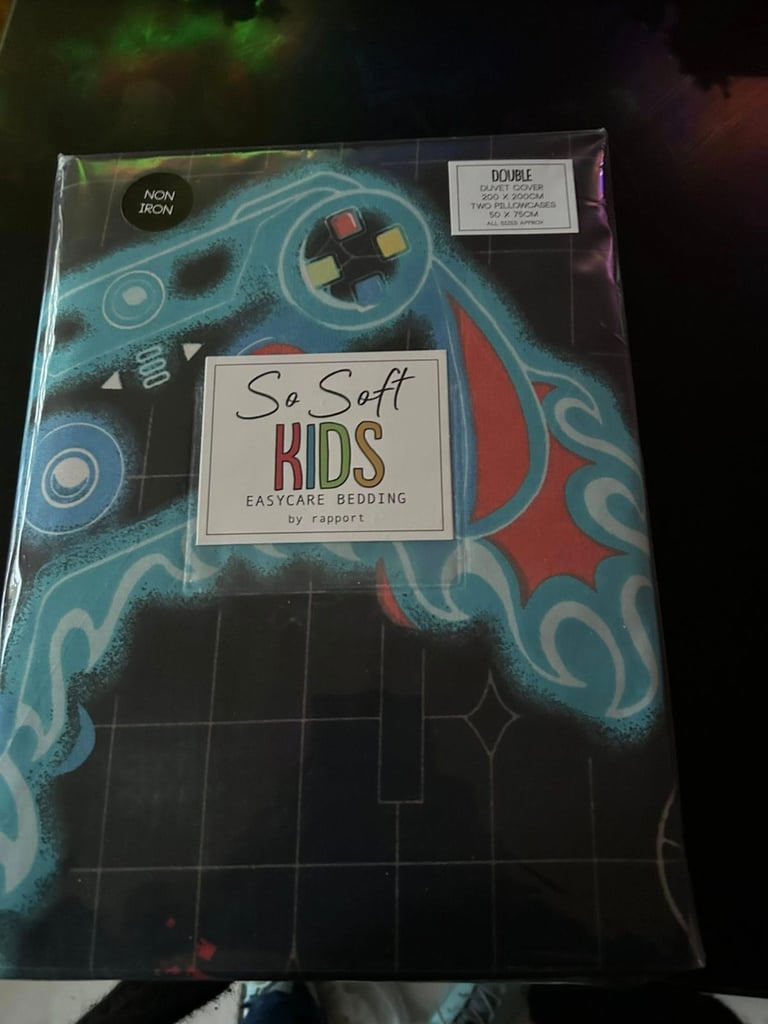 NON
IRON
DOUBLE
DUVET COVER
200 X 200CM
TWO PILLOWCASES
50 X 75CM
ALL SIZES APPROX
So Soft
KIDS
EASYCARE BEDDING
by rapport